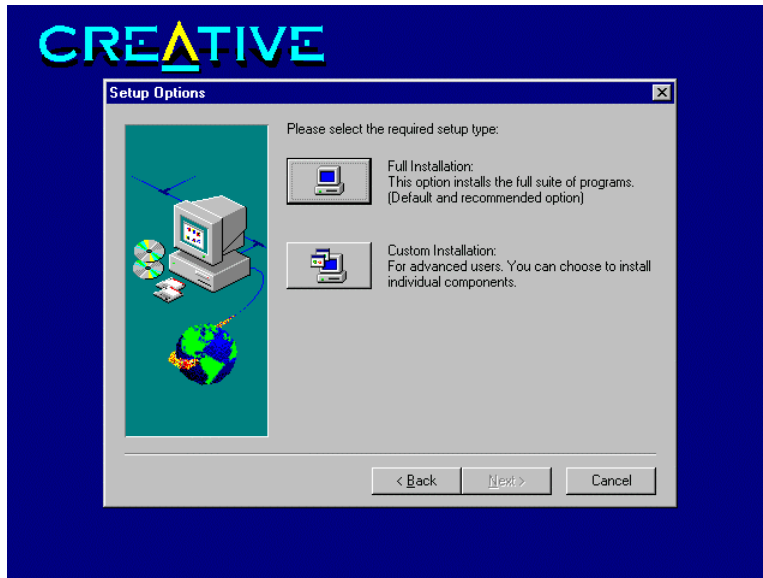 CREATIVE
Setup Options
Please select the required setup type:
Full Installation:
This option installs the full suite of programs.
(Default and recommended option)
Custom Installation:
For advanced users. You can choose to install
individual components.
< Back
Next >
Cancel